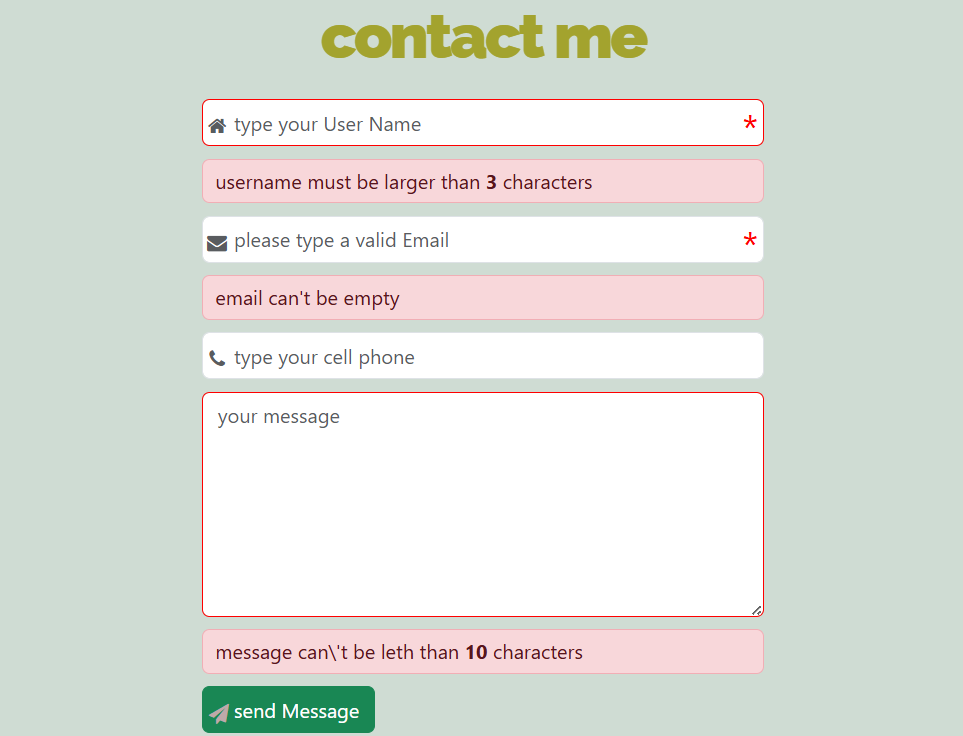 contact me
type your User Name *
username must be larger than 3 characters
please type a valid Email *
email can't be empty
type your cell phone
your message
message can\'t be leth than 10 characters
send Message